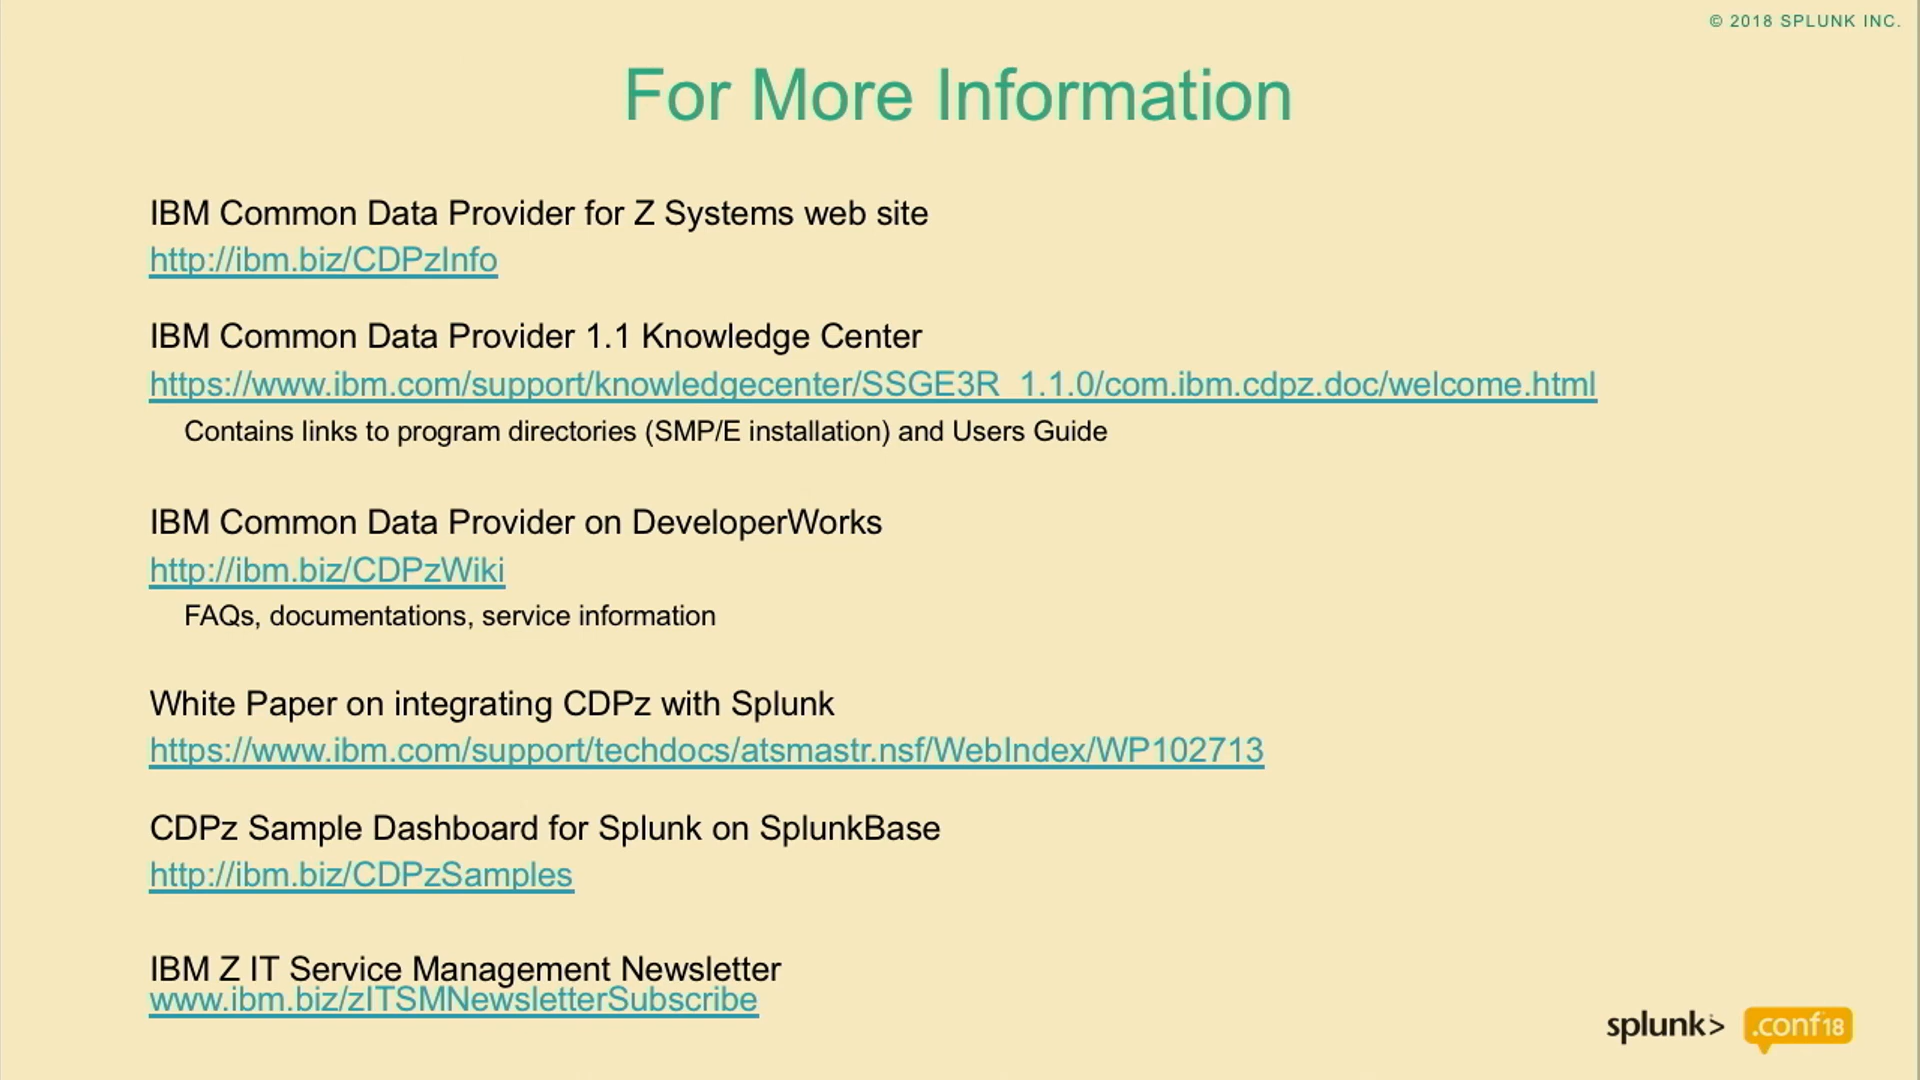 © 2018 SPLUNK INC.
For More Information
IBM Common Data Provider for Z Systems web site
http://ibm.biz/CDPzInfo
IBM Common Data Provider 1.1 Knowledge Center
https://www.ibm.com/support/knowledgecenter/SSGE3R_1.1.0/com.ibm.cdpz.doc/welcome.html
Contains links to program directories (SMP/E installation) and Users Guide
IBM Common Data Provider on DeveloperWorks
http://ibm.biz/CDPzWiki
FAQs, documentations, service information
White Paper on integrating CDPz with Splunk
https://www.ibm.com/support/techdocs/atsmastr.nsf/WebIndex/WP102713
CDPz Sample Dashboard for Splunk on SplunkBase
http://ibm.biz/CDPzSamples
IBM Z IT Service Management Newsletter
www.ibm.biz/zITSMNewsletterSubscribe
splunk> .conf18